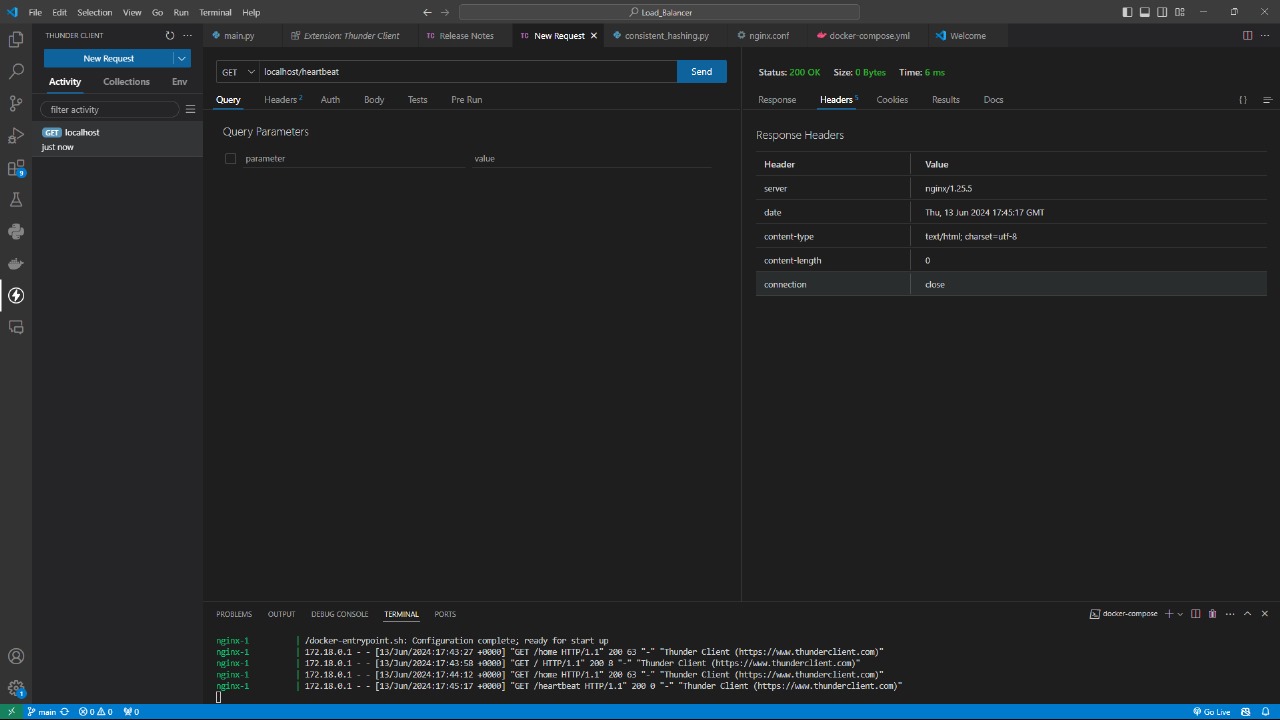 File Edit Selection View Go Run Terminal Help
Load_Balancer
THUNDER CLIENT
New Request
Activity Collections Env
filter activity
GET localhost
just now
9
1
main.py
Extension: Thunder Client
TC Release Notes
TC New Request
consistent_hashing.py
nginx.conf
docker-compose.yml
Welcome
GET localhost/heartbeat Send
Query Headers 2 Auth Body Tests Pre Run
Query Parameters
parameter value
Status: 200 OK Size: 0 Bytes Time: 6 ms
Response Headers 5 Cookies Results Docs {}
Response Headers
Header Value
server nginx/1.25.5
date Thu, 13 Jun 2024 17:45:17 GMT
content-type text/html; charset=utf-8
content-length 0
connection close
PROBLEMS OUTPUT DEBUG CONSOLE TERMINAL PORTS
docker-compose
nginx-1 | /docker-entrypoint.sh: Configuration complete; ready for start up
nginx-1 | 172.18.0.1 - - [13/Jun/2024:17:43:27 +0000] "GET /home HTTP/1.1" 200 63 "-" "Thunder Client (https://www.thunderclient.com)"
nginx-1 | 172.18.0.1 - - [13/Jun/2024:17:43:58 +0000] "GET / HTTP/1.1" 200 8 "-" "Thunder Client (https://www.thunderclient.com)"
nginx-1 | 172.18.0.1 - - [13/Jun/2024:17:44:12 +0000] "GET /home HTTP/1.1" 200 63 "-" "Thunder Client (https://www.thunderclient.com)"
nginx-1 | 172.18.0.1 - - [13/Jun/2024:17:45:17 +0000] "GET /heartbeat HTTP/1.1" 200 0 "-" "Thunder Client (https://www.thunderclient.com)"
main 0 0 0 Go Live